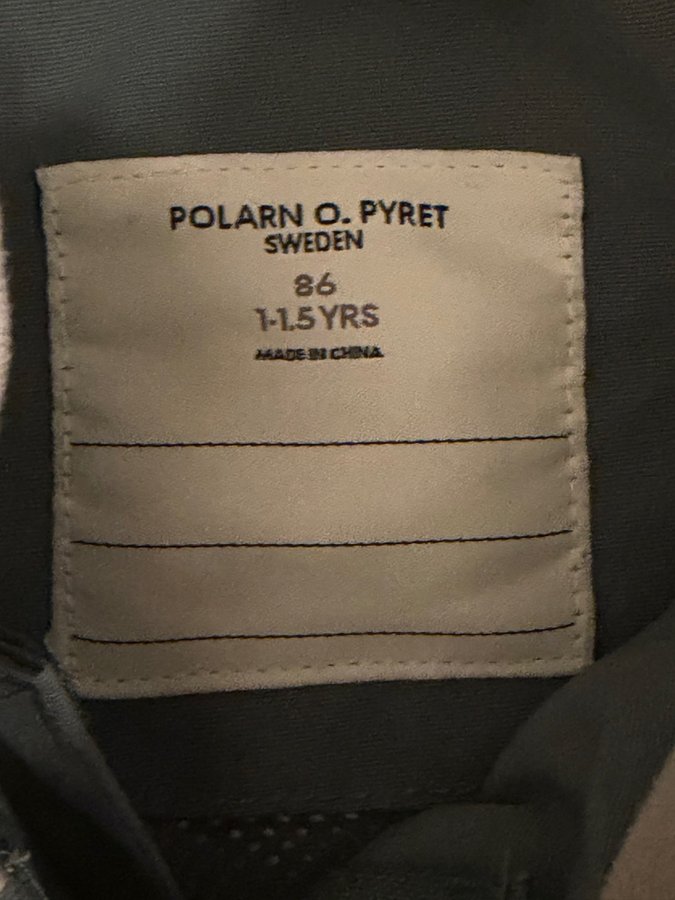 POLARN O. PYRET
SWEDEN
86
1-1.5 YRS
MADE IN CHINA